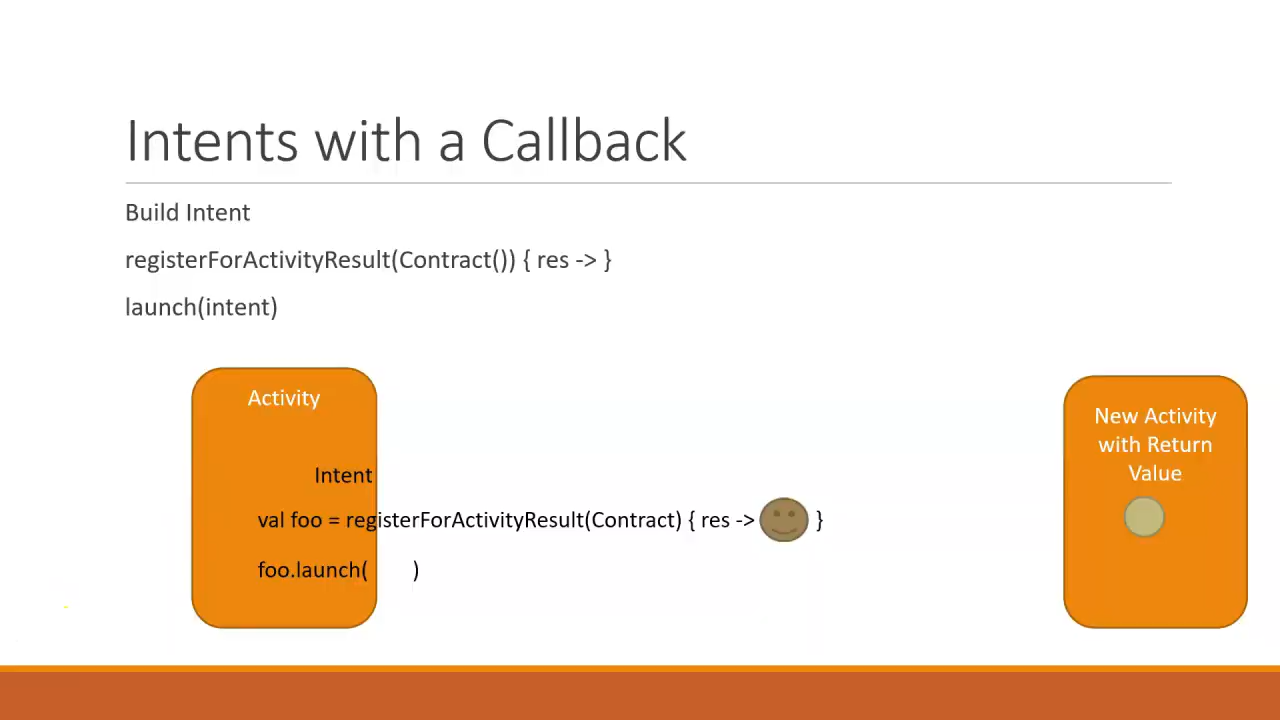 Intents with a Callback
Build Intent
registerForActivityResult(Contract()) { res -> }
launch(intent)
Activity
Intent
val foo = registerForActivityResult(Contract) { res -> }
foo.launch( )
New Activity
with Return
Value